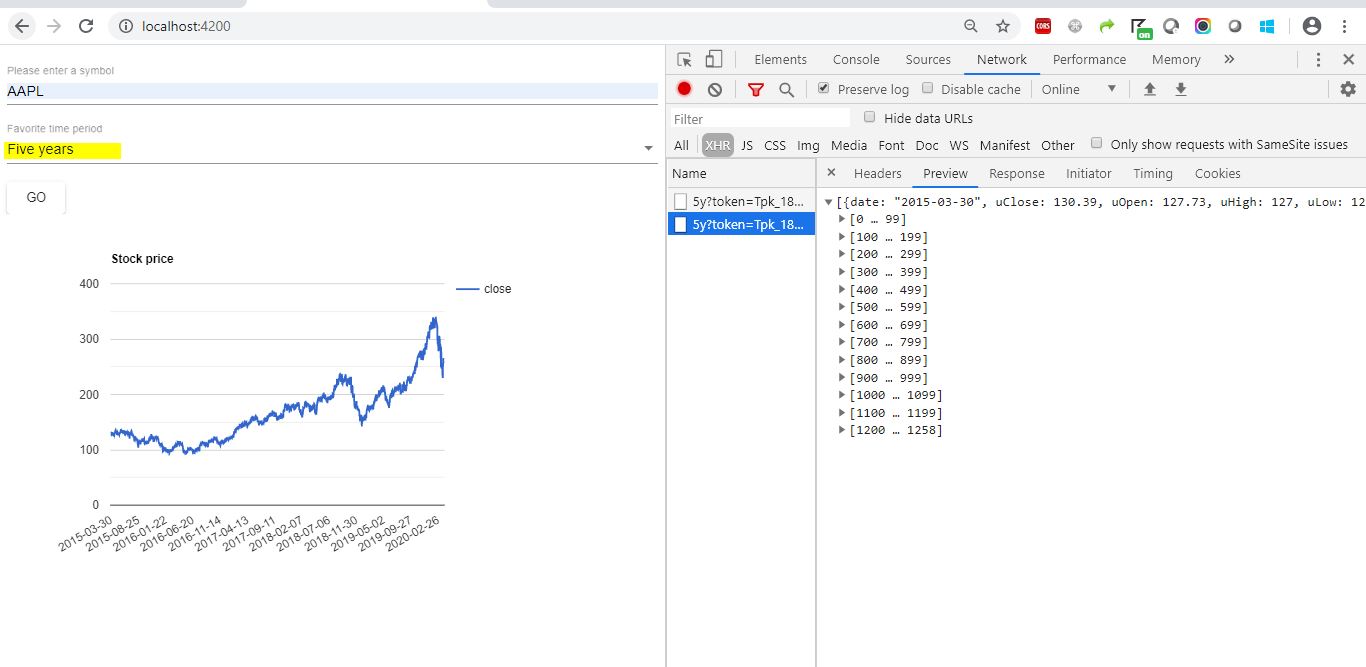 localhost:4200
CORS
on
Please enter a symbol
AAPL
Favorite time period
Five years
GO
Stock price
400
300
200
100
0
close
2015-03-30
2015-08-25
2016-01-22
2016-06-20
2016-11-14
2017-04-13
2017-09-11
2018-02-07
2018-07-06
2018-11-30
2019-05-02
2019-09-27
2020-02-26
Elements Console Sources Network Performance Memory
Preserve log Disable cache Online
Filter Hide data URLs
All XHR JS CSS Img Media Font Doc WS Manifest Other Only show requests with SameSite issues
Name
5y?token=Tpk_18...
5y?token=Tpk_18...
Headers Preview Response Initiator Timing Cookies
[{date: "2015-03-30", uClose: 130.39, uOpen: 127.73, uHigh: 127, uLow: 12
[0 … 99]
[100 … 199]
[200 … 299]
[300 … 399]
[400 … 499]
[500 … 599]
[600 … 699]
[700 … 799]
[800 … 899]
[900 … 999]
[1000 … 1099]
[1100 … 1199]
[1200 … 1258]